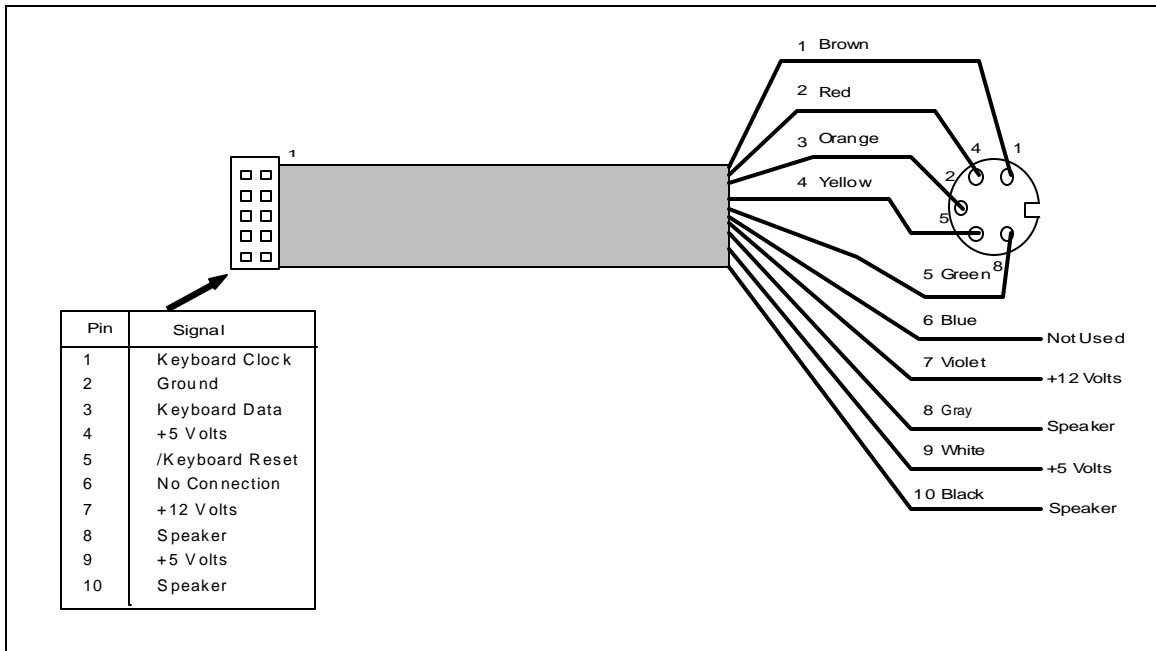 1 Brown
2 Red
3 Orange
4 Yellow
1
4
1
2
5
8
5 Green
6 Blue
Not Used
7 Violet
+12 Volts
8 Gray
Speaker
9 White
+5 Volts
10 Black
Speaker
Pin Signal
1 Keyboard Clock
2 Ground
3 Keyboard Data
4 +5 Volts
5 /Keyboard Reset
6 No Connection
7 +12 Volts
8 Speaker
9 +5 Volts
10 Speaker